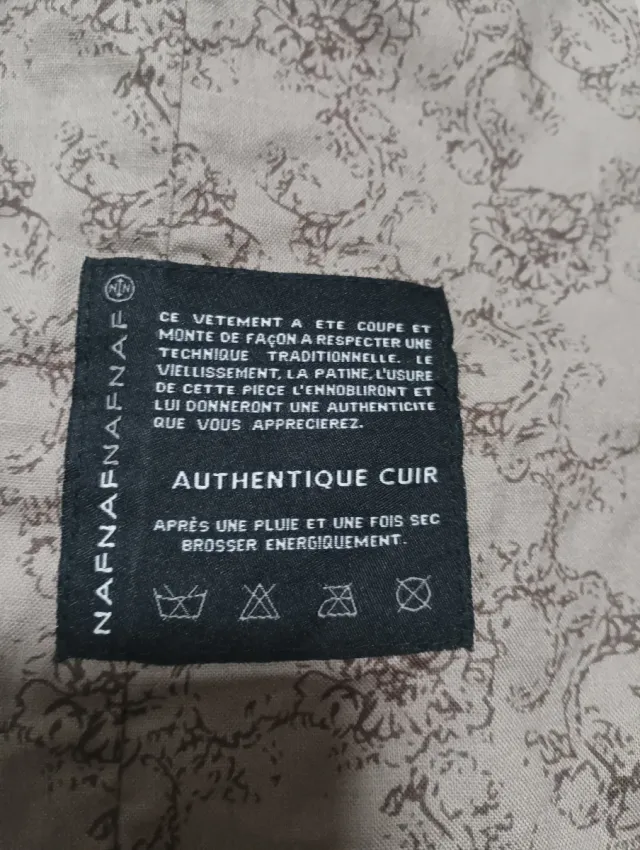 NAFNAFNAF
NIN
CE VETEMENT A ETE COUPE ET
MONTE DE FAÇON A RESPECTER UNE
TECHNIQUE TRADITIONNELLE. LE
VIELLISSEMENT, LA PATINE, L'USURE
DE CETTE PIECE L'ENNOBLIRONT ET
LUI DONNERONT UNE AUTHENTICITE
QUE VOUS APPRECIEREZ.
AUTHENTIQUE CUIR
APRÈS UNE PLUIE ET UNE FOIS SEC
BROSSER ENERGIQUEMENT.